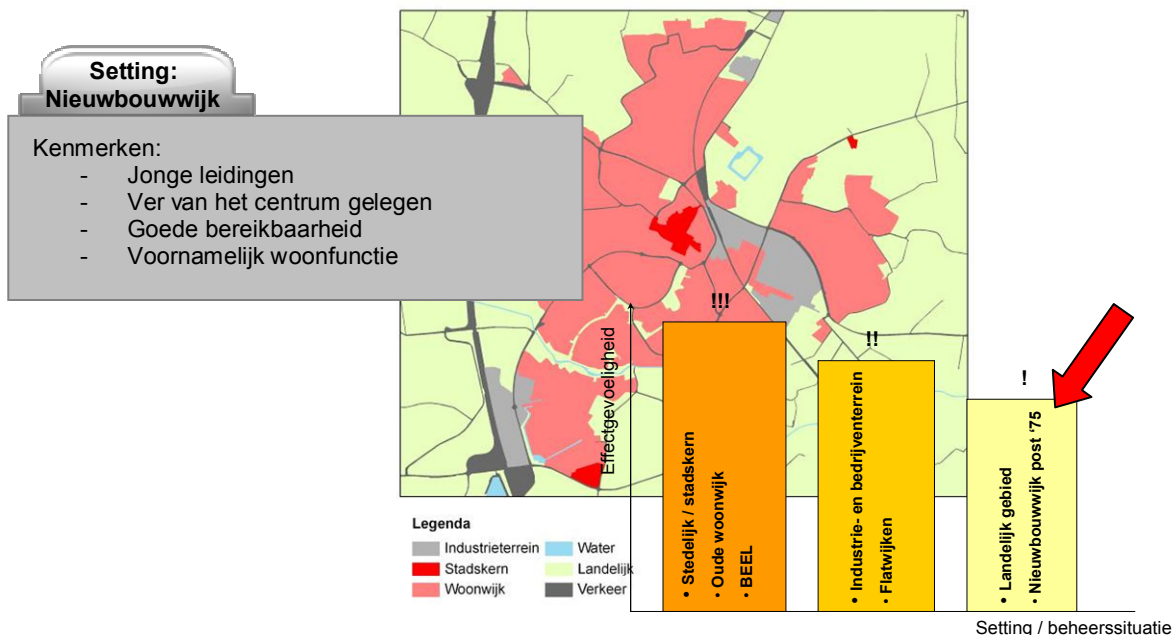 Setting:
Nieuwbouwwijk
Kenmerken:
- Jonge leidingen
- Ver van het centrum gelegen
- Goede bereikbaarheid
- Voornamelijk woonfunctie
Effectgevoeligheid
!!!
• Stedelijk / stadskern
• Oude woonwijk
• BEEL
!!
• Industrie- en bedrijventerrein
• Flatwijken
!
• Landelijk gebied
• Nieuwbouwwijk post ‘75
Setting / beheerssituatie
Legenda
Industrieterrein
Stadskern
Woonwijk
Water
Landelijk
Verkeer